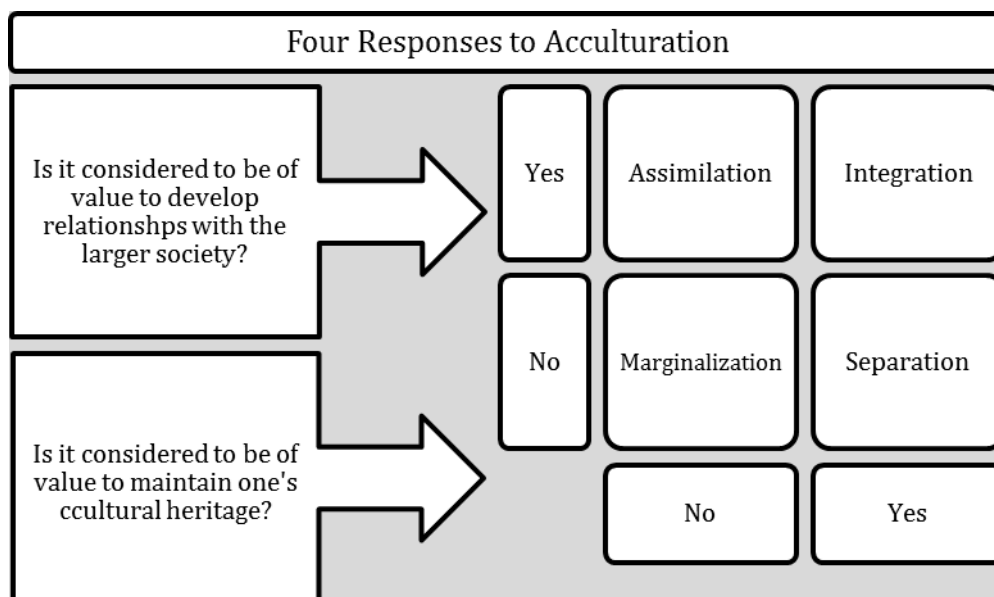 Four Responses to Acculturation
Is it considered to be of
value to develop
relationshps with the
larger society?
Yes
Assimilation
Integration
No
Marginalization
Separation
Is it considered to be of
value to maintain one's
ccultural heritage?
No
Yes